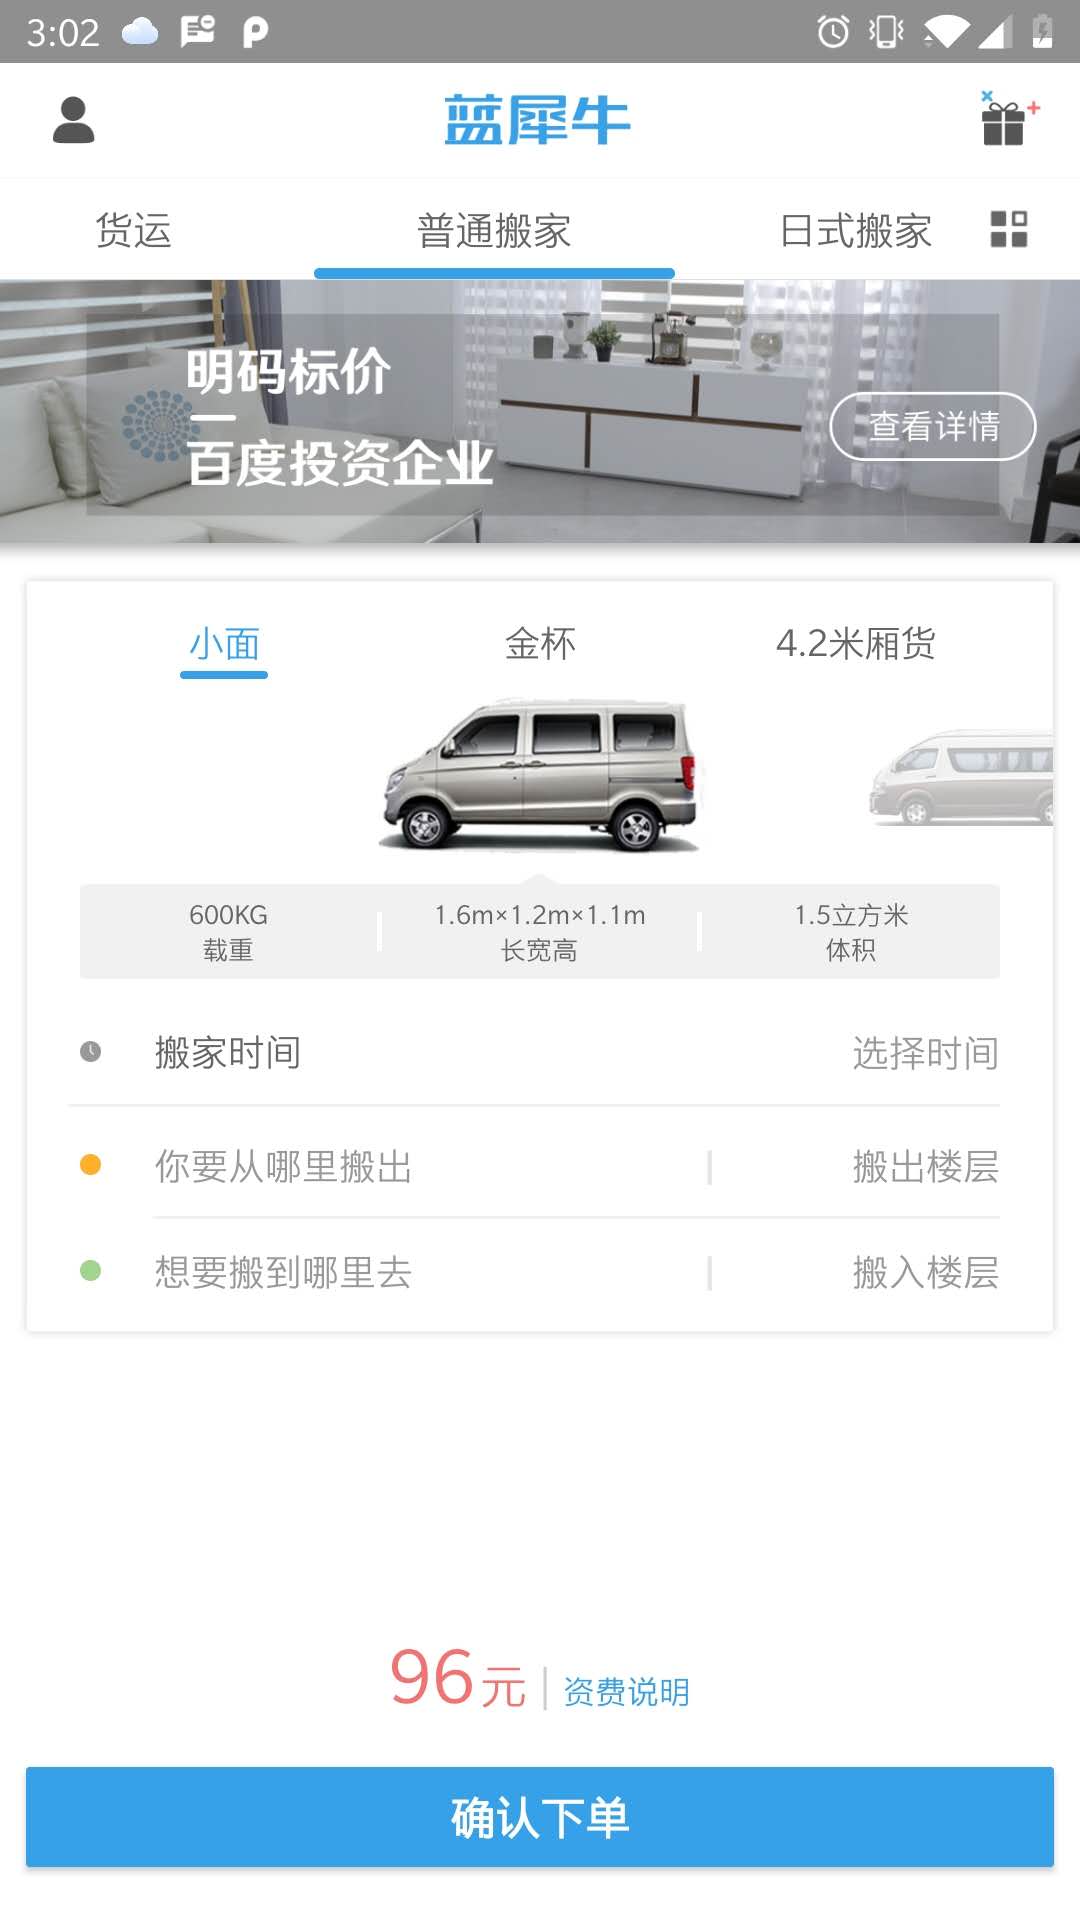 3:02
蓝犀牛
货运 普通搬家 日式搬家
明码标价
百度投资企业
查看详情
小面 金杯 4.2米厢货
600KG 1.6m×1.2m×1.1m 1.5立方米
载重 长宽高 体积
搬家时间 选择时间
你要从哪里搬出 搬出楼层
想要搬到哪里去 搬入楼层
96元 资费说明
确认下单